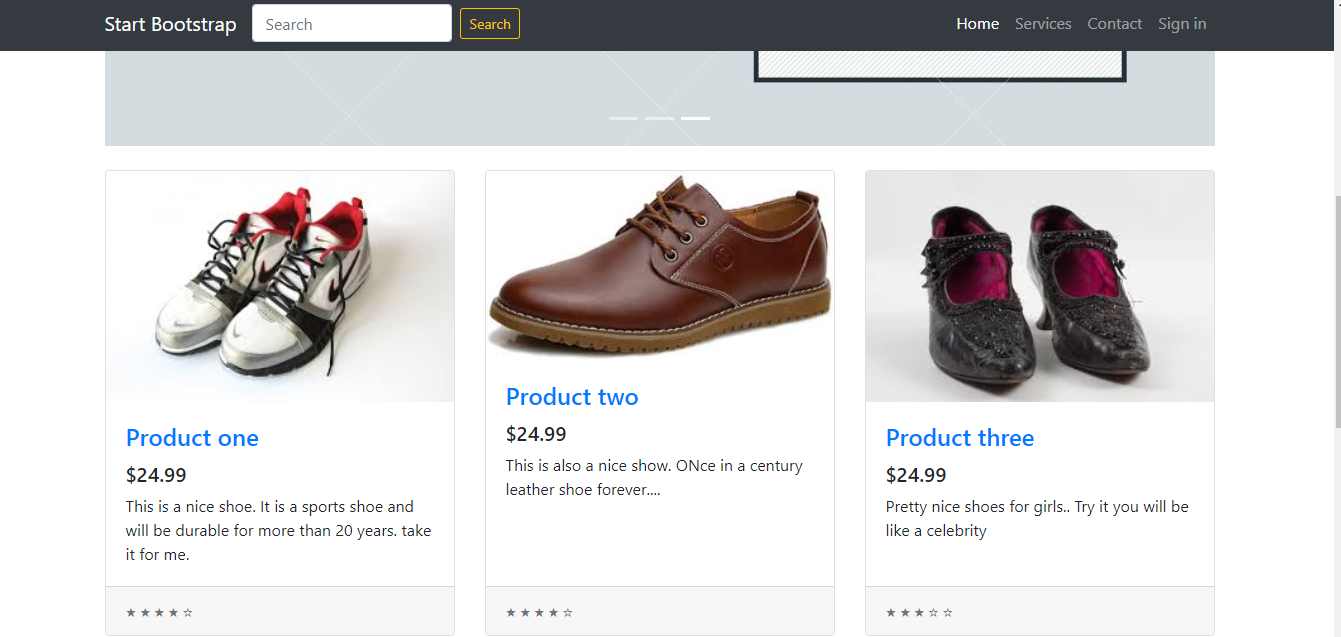 Start Bootstrap Search Search Home Services Contact Sign in
Product one
$24.99
This is a nice shoe. It is a sports shoe and
will be durable for more than 20 years. take
it for me.
★ ★ ★ ★ ☆
Product two
$24.99
This is also a nice show. ONce in a century
leather shoe forever....
★ ★ ★ ★ ☆
Product three
$24.99
Pretty nice shoes for girls.. Try it you will be
like a celebrity
★ ★ ★ ☆ ☆